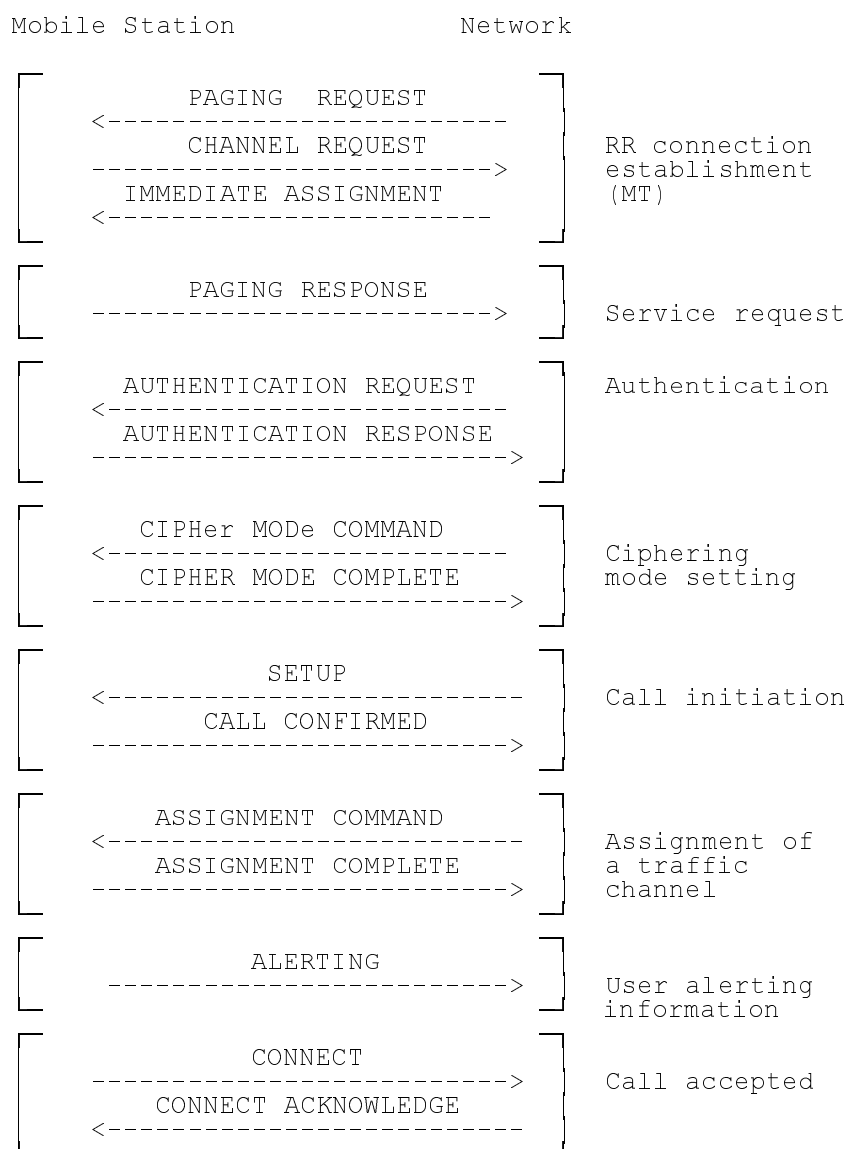 Mobile Station Network
PAGING REQUEST
<-------------------------
CHANNEL REQUEST
------------------------->
RR connection
establishment
IMMEDIATE ASSIGNMENT
(MT)
<------------------------
PAGING RESPONSE
------------------------->
Service request
AUTHENTICATION REQUEST
Authentication
<-------------------------
AUTHENTICATION RESPONSE
-------------------------->
CIPHer MODe COMMAND
<-------------------------
Ciphering
CIPHER MODE COMPLETE
mode setting
-------------------------->
SETUP
<--------------------------
Call initiation
CALL CONFIRMED
-------------------------->
ASSIGNMENT COMMAND
<--------------------------
Assignment of
ASSIGNMENT COMPLETE
a traffic
-------------------------->
channel
ALERTING
------------------------->
User alerting
information
CONNECT
-------------------------->
Call accepted
CONNECT ACKNOWLEDGE
<--------------------------